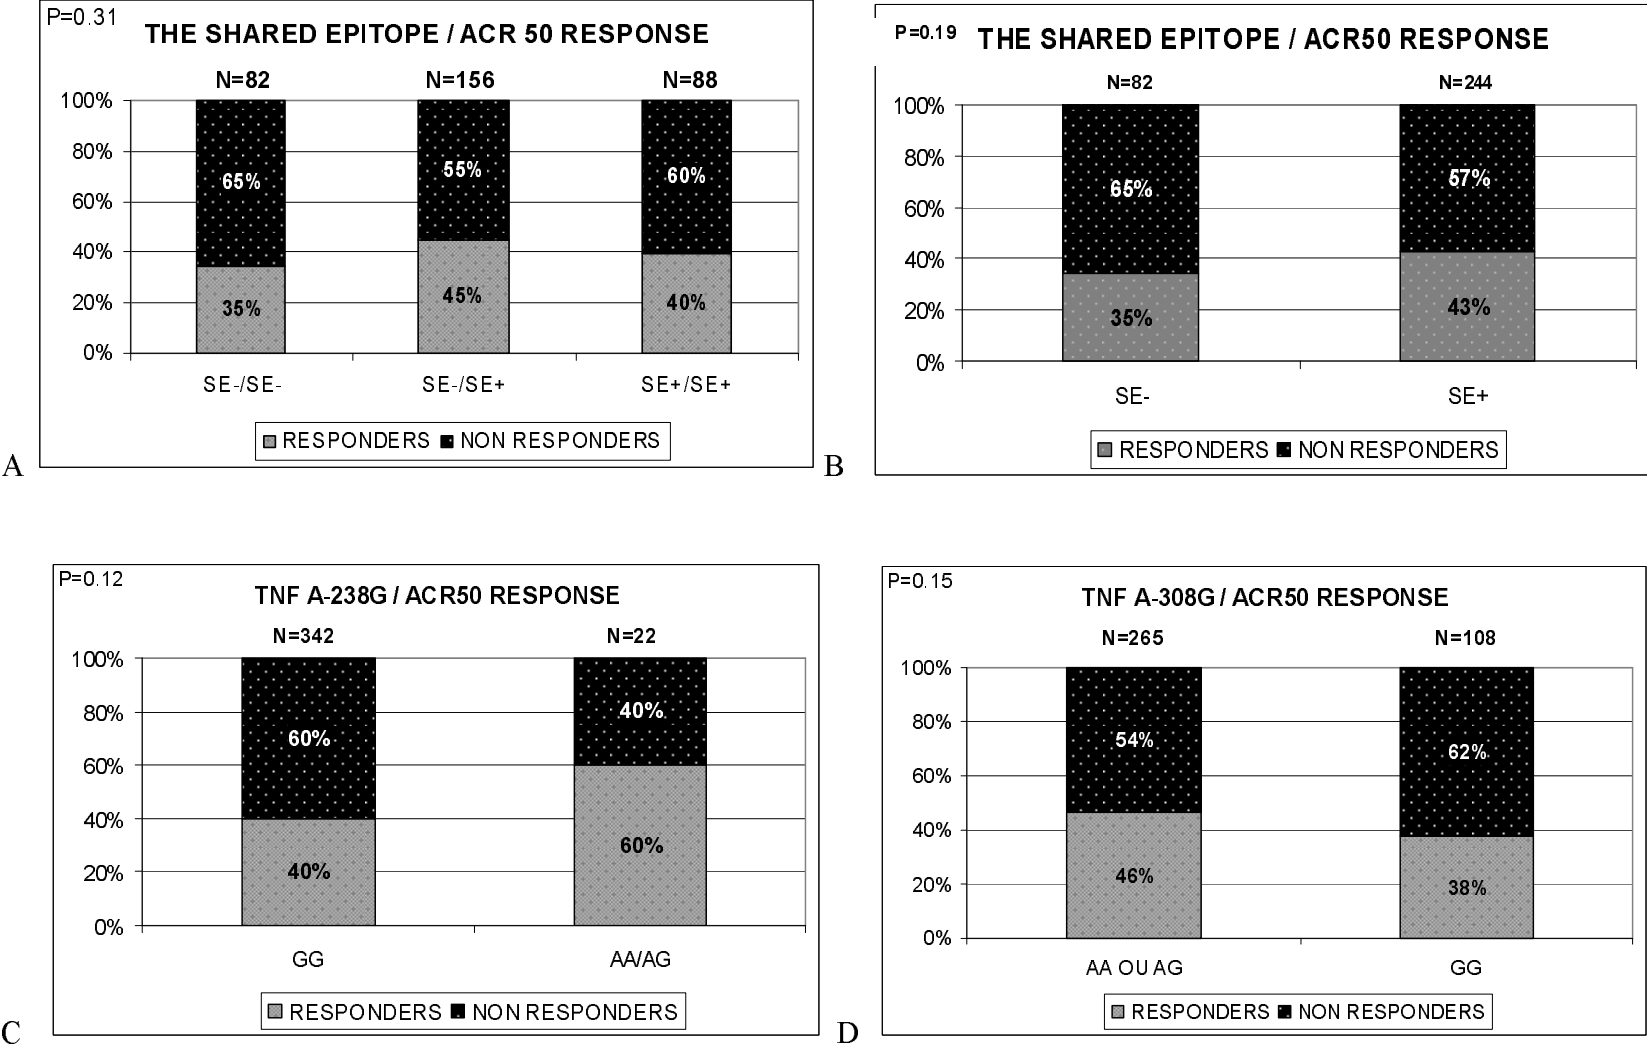 P=0.31
THE SHARED EPITOPE / ACR 50 RESPONSE
N=82 N=156 N=88
100%
80%
60%
40%
20%
0%
65% 55% 60%
35% 45% 40%
SE-/SE- SE-/SE+ SE+/SE+
RESPONDERS NON RESPONDERS
A
P=0.19 THE SHARED EPITOPE / ACR50 RESPONSE
N=82 N=244
100%
80%
60%
40%
20%
0%
65% 57%
35% 43%
SE- SE+
RESPONDERS NON RESPONDERS
B
P=0.12
TNF A-238G / ACR50 RESPONSE
N=342 N=22
100%
80%
60%
40%
20%
0%
60% 40%
40% 60%
GG AA/AG
RESPONDERS NON RESPONDERS
C
P=0.15
TNF A-308G / ACR50 RESPONSE
N=265 N=108
100%
80%
60%
40%
20%
0%
54% 62%
46% 38%
AA OU AG GG
RESPONDERS NON RESPONDERS
D